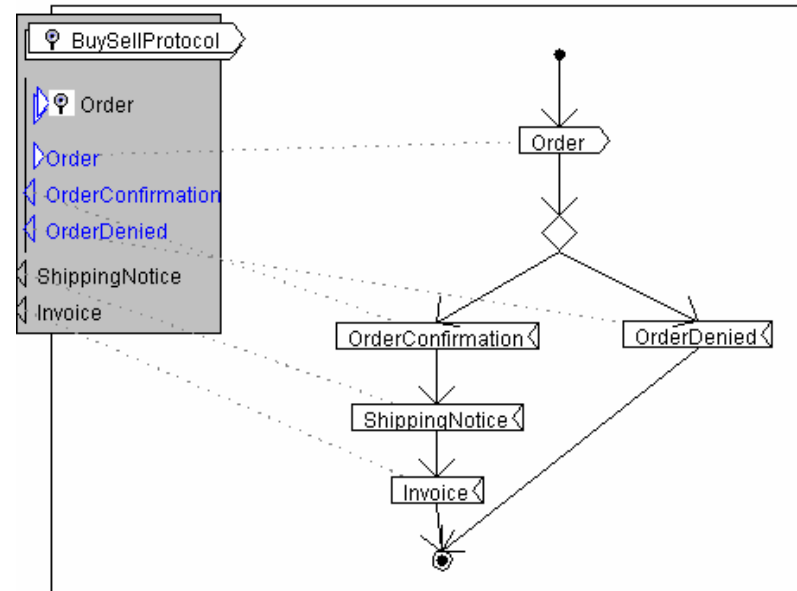 BuySellProtocol
Order
Order
OrderConfirmation
OrderDenied
ShippingNotice
Invoice
Order
OrderConfirmation
OrderDenied
ShippingNotice
Invoice